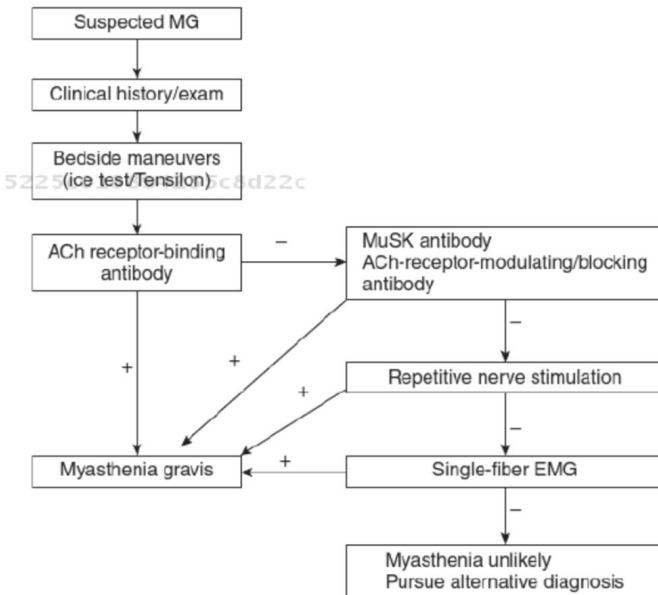 Suspected MG
Clinical history/exam
Bedside maneuvers
(ice test/Tensilon)
ACh receptor-binding
antibody
−
MuSK antibody
ACh-receptor-modulating/blocking
antibody
+
+
−
Repetitive nerve stimulation
+
−
Myasthenia gravis
+
Single-fiber EMG
−
Myasthenia unlikely
Pursue alternative diagnosis